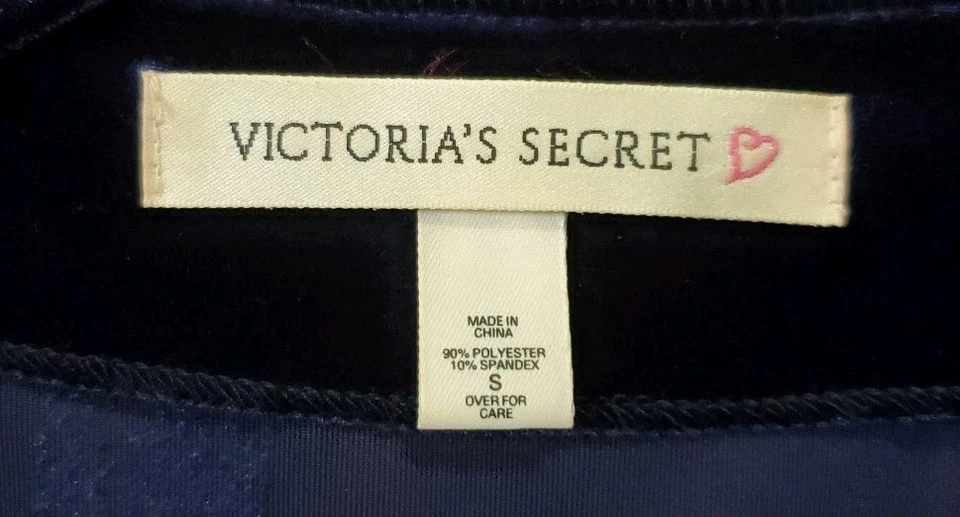 VICTORIA'S SECRET
MADE IN
CHINA
90% POLYESTER
10% SPANDEX
S
OVER FOR
CARE